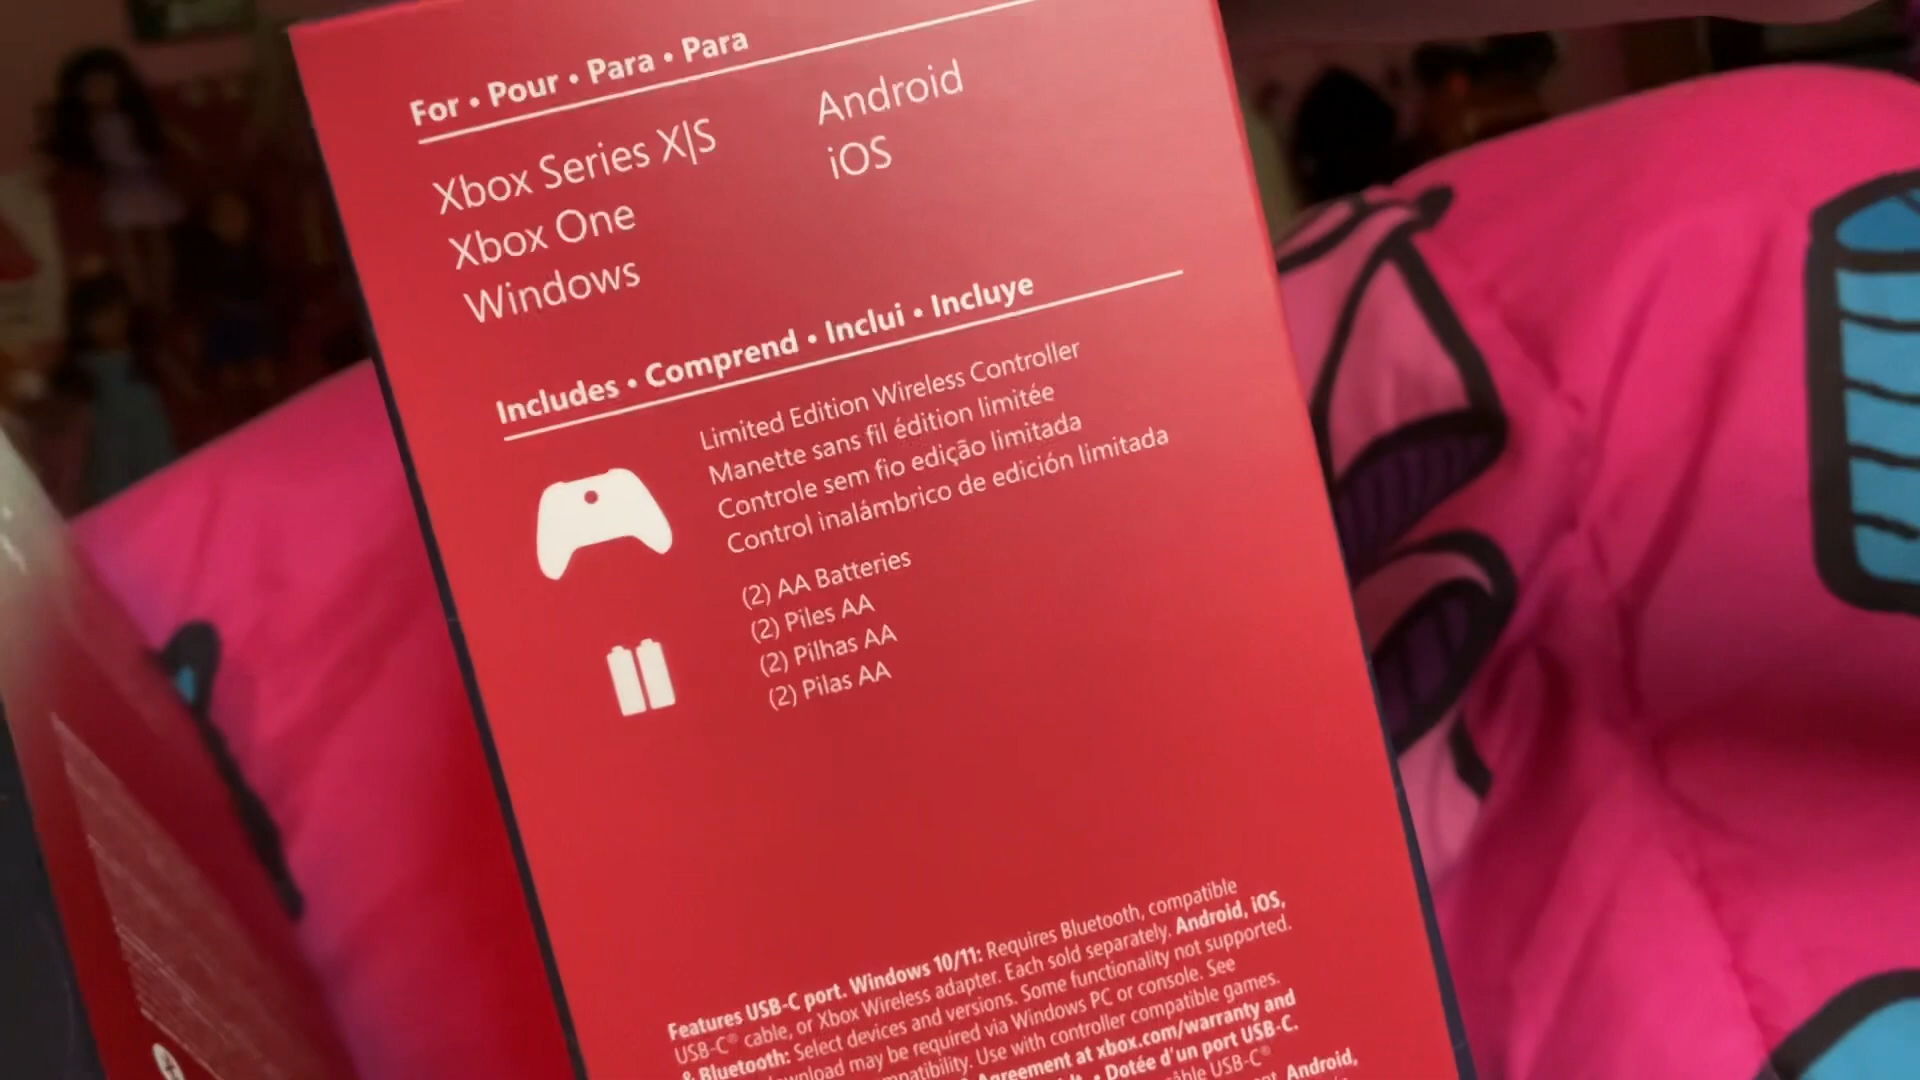 For • Pour • Para • Para
Xbox Series X|S
Xbox One
Windows
Android
iOS
Includes • Comprend • Inclui • Incluye
Limited Edition Wireless Controller
Manette sans fil édition limitée
Controle sem fio edição limitada
Control inalámbrico de edición limitada
(2) AA Batteries
(2) Piles AA
(2) Pilhas AA
(2) Pilas AA
Features USB-C port. Windows 10/11: Requires Bluetooth, compatible
USB-C® cable, or Xbox Wireless adapter. Each sold separately. Android, iOS,
& Bluetooth: Select devices and versions. Some functionality not supported.
may be required via Windows PC or console. See
Use with controller compatible games.
Agreement at xbox.com/warranty and
• Dotée d'un port USB-C.
USB-C®
Android,